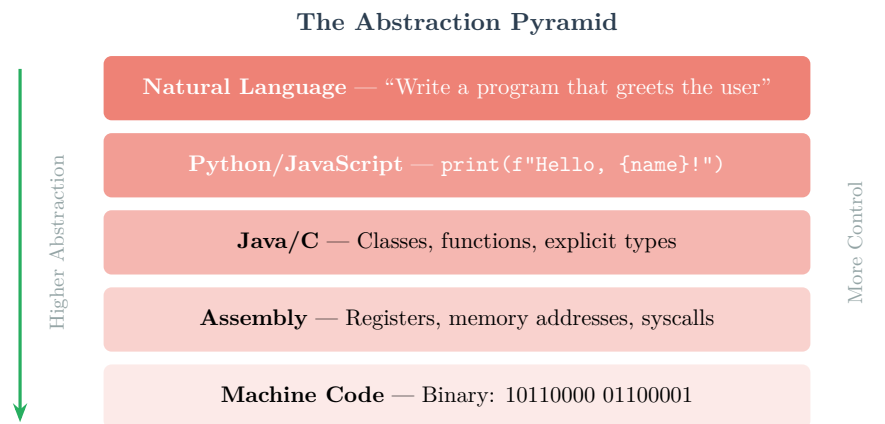 The Abstraction Pyramid
Natural Language — “Write a program that greets the user”
Python/JavaScript — print(f"Hello, {name}!")
Higher Abstraction
More Control
Java/C — Classes, functions, explicit types
Assembly — Registers, memory addresses, syscalls
Machine Code — Binary: 10110000 01100001